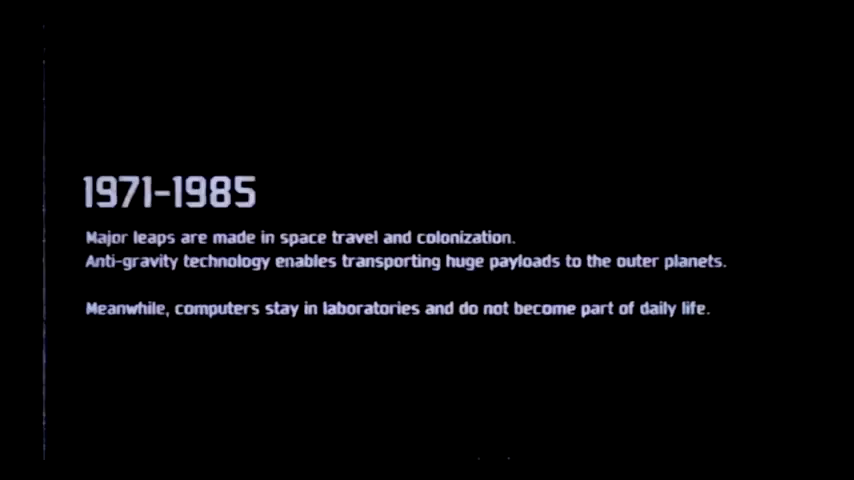 1971-1985
Major leaps are made in space travel and colonization.
Anti-gravity technology enables transporting huge payloads to the outer planets.
Meanwhile, computers stay in laboratories and do not become part of daily life.